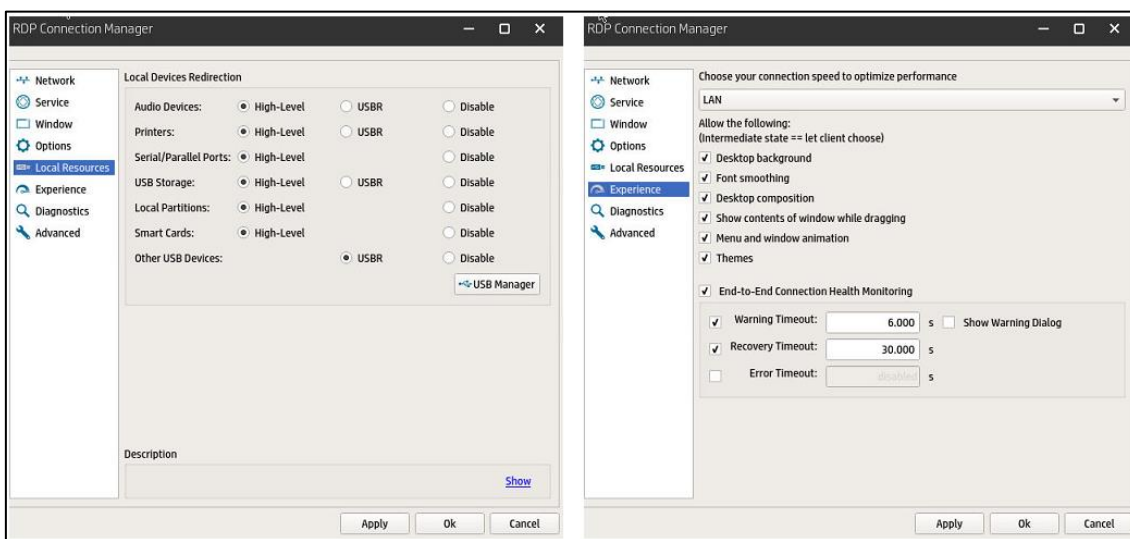 RDP Connection Manager
Network
Service
Window
Options
Local Resources
Experience
Diagnostics
Advanced
Local Devices Redirection
Audio Devices: High-Level USBR Disable
Printers: High-Level USBR Disable
Serial/Parallel Ports: High-Level Disable
USB Storage: High-Level USBR Disable
Local Partitions: High-Level Disable
Smart Cards: High-Level Disable
Other USB Devices: USBR Disable
USB Manager
Description
Show
Apply Ok Cancel
RDP Connection Manager
Network
Service
Window
Options
Local Resources
Experience
Diagnostics
Advanced
Choose your connection speed to optimize performance
LAN
Allow the following:
(Intermediate state == let client choose)
Desktop background
Font smoothing
Desktop composition
Show contents of window while dragging
Menu and window animation
Themes
End-to-End Connection Health Monitoring
Warning Timeout: 6.000 s Show Warning Dialog
Recovery Timeout: 30.000 s
Error Timeout: disabled s
Apply Ok Cancel